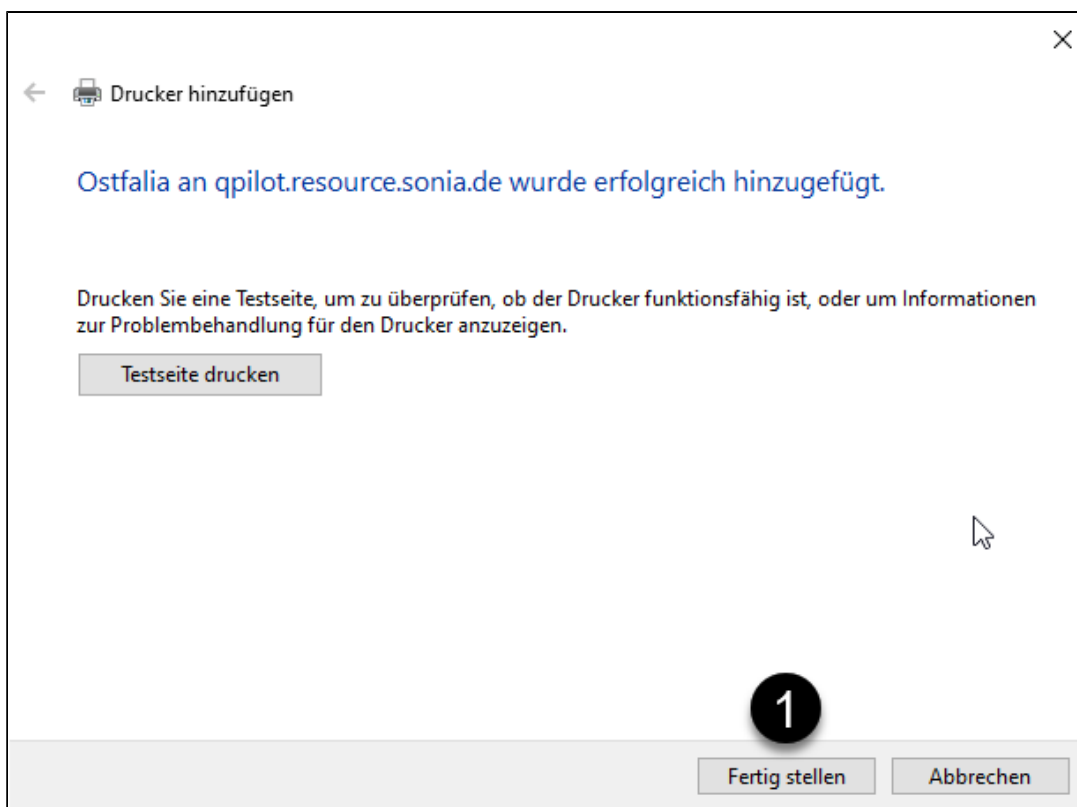 Drucker hinzufügen
Ostfalia an qpilot.resource.sonia.de wurde erfolgreich hinzugefügt.
Drucken Sie eine Testseite, um zu überprüfen, ob der Drucker funktionsfähig ist, oder um Informationen
zur Problembehandlung für den Drucker anzuzeigen.
Testseite drucken
1
Fertig stellen
Abbrechen